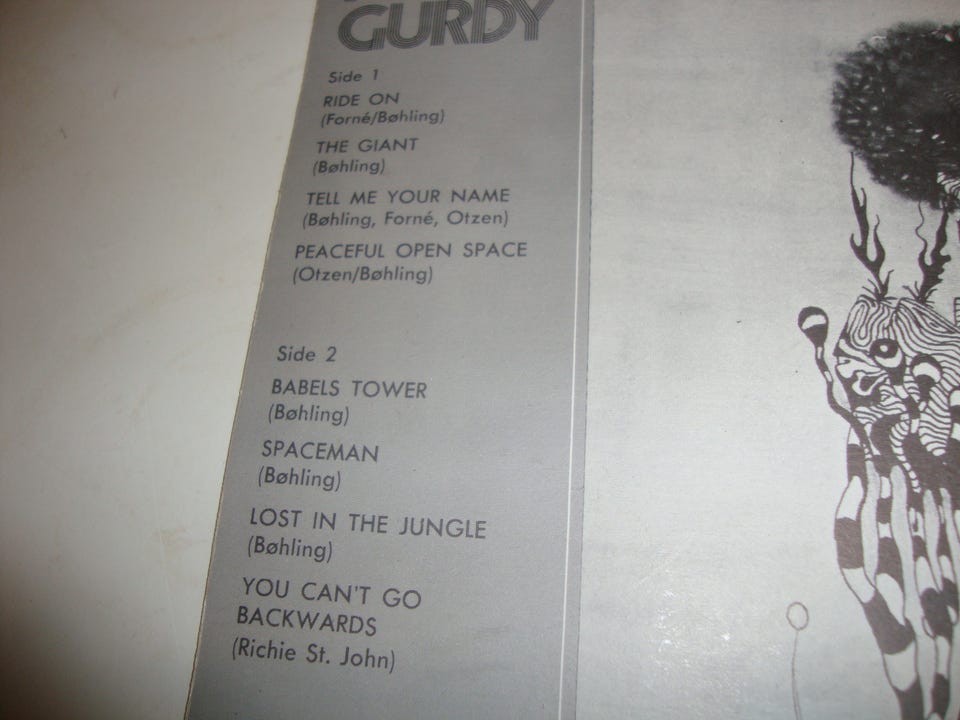 GURDY
Side 1
RIDE ON
(Forné/Bøhling)
THE GIANT
(Bøhling)
TELL ME YOUR NAME
(Bøhling, Forné, Otzen)
PEACEFUL OPEN SPACE
(Otzen/Bøhling)
Side 2
BABELS TOWER
(Bøhling)
SPACEMAN
(Bøhling)
LOST IN THE JUNGLE
(Bøhling)
YOU CAN'T GO
BACKWARDS
(Richie St. John)